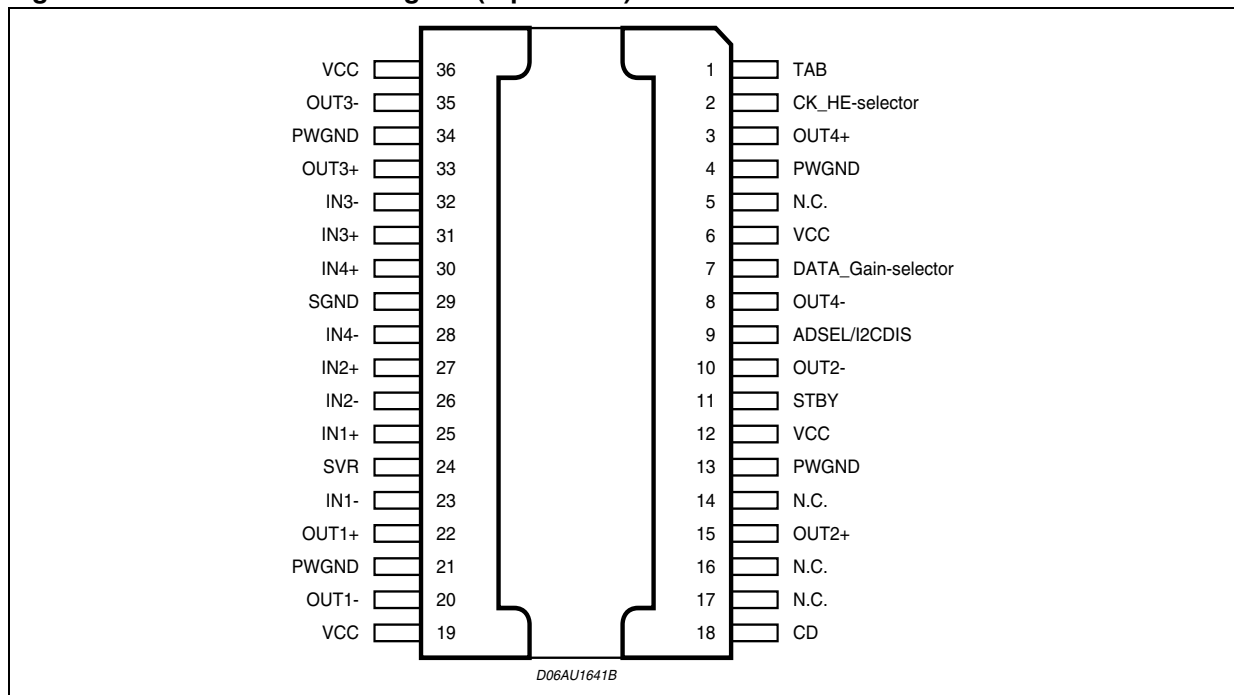 VCC 36 1 TAB
OUT3- 35 2 CK_HE-selector
PWGND 34 3 OUT4+
OUT3+ 33 4 PWGND
IN3- 32 5 N.C.
IN3+ 31 6 VCC
IN4+ 30 7 DATA_Gain-selector
SGND 29 8 OUT4-
IN4- 28 9 ADSEL/I2CDIS
IN2+ 27 10 OUT2-
IN2- 26 11 STBY
IN1+ 25 12 VCC
SVR 24 13 PWGND
IN1- 23 14 N.C.
OUT1+ 22 15 OUT2+
PWGND 21 16 N.C.
OUT1- 20 17 N.C.
VCC 19 18 CD
D06AU1641B